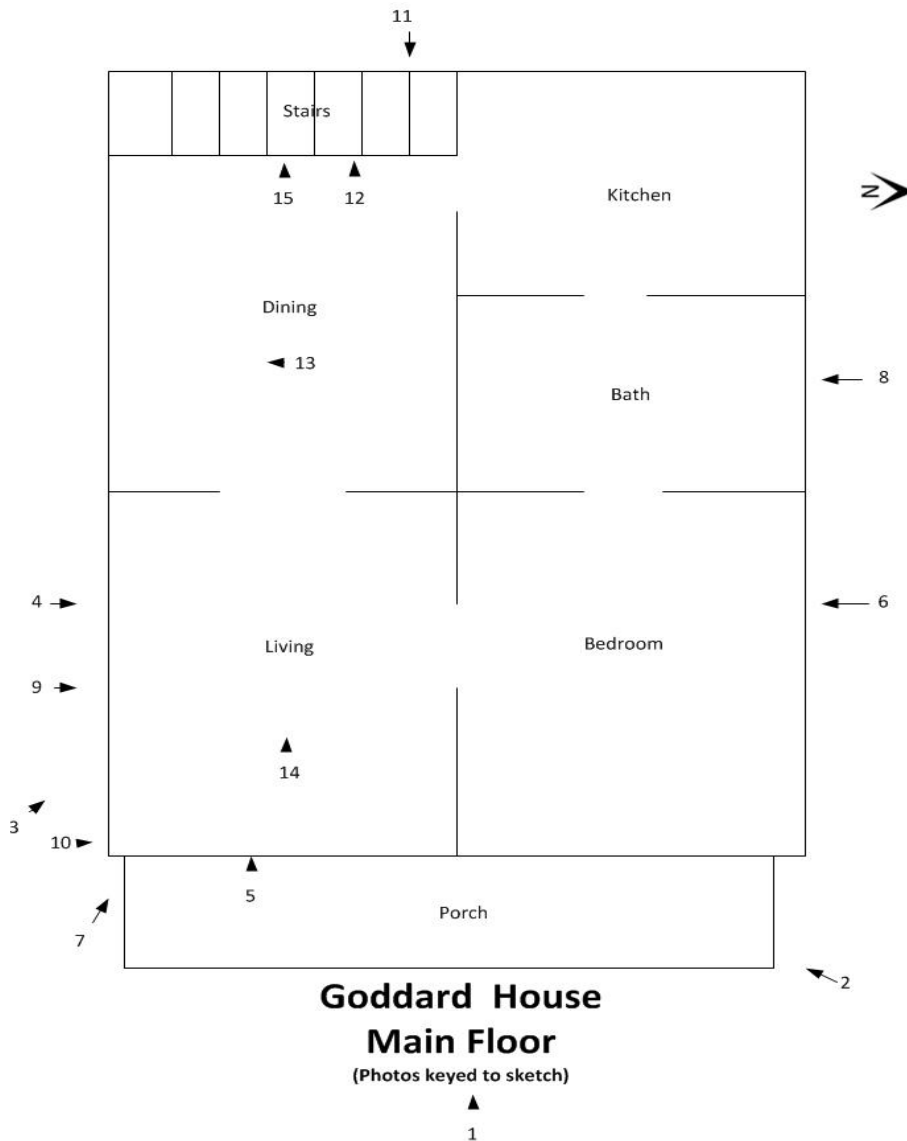 11
Stairs
15
12
Kitchen
N
Dining
13
Bath
8
4
Living
Bedroom
6
9
14
3
10
5
Porch
7
2
Goddard House
Main Floor
(Photos keyed to sketch)
1